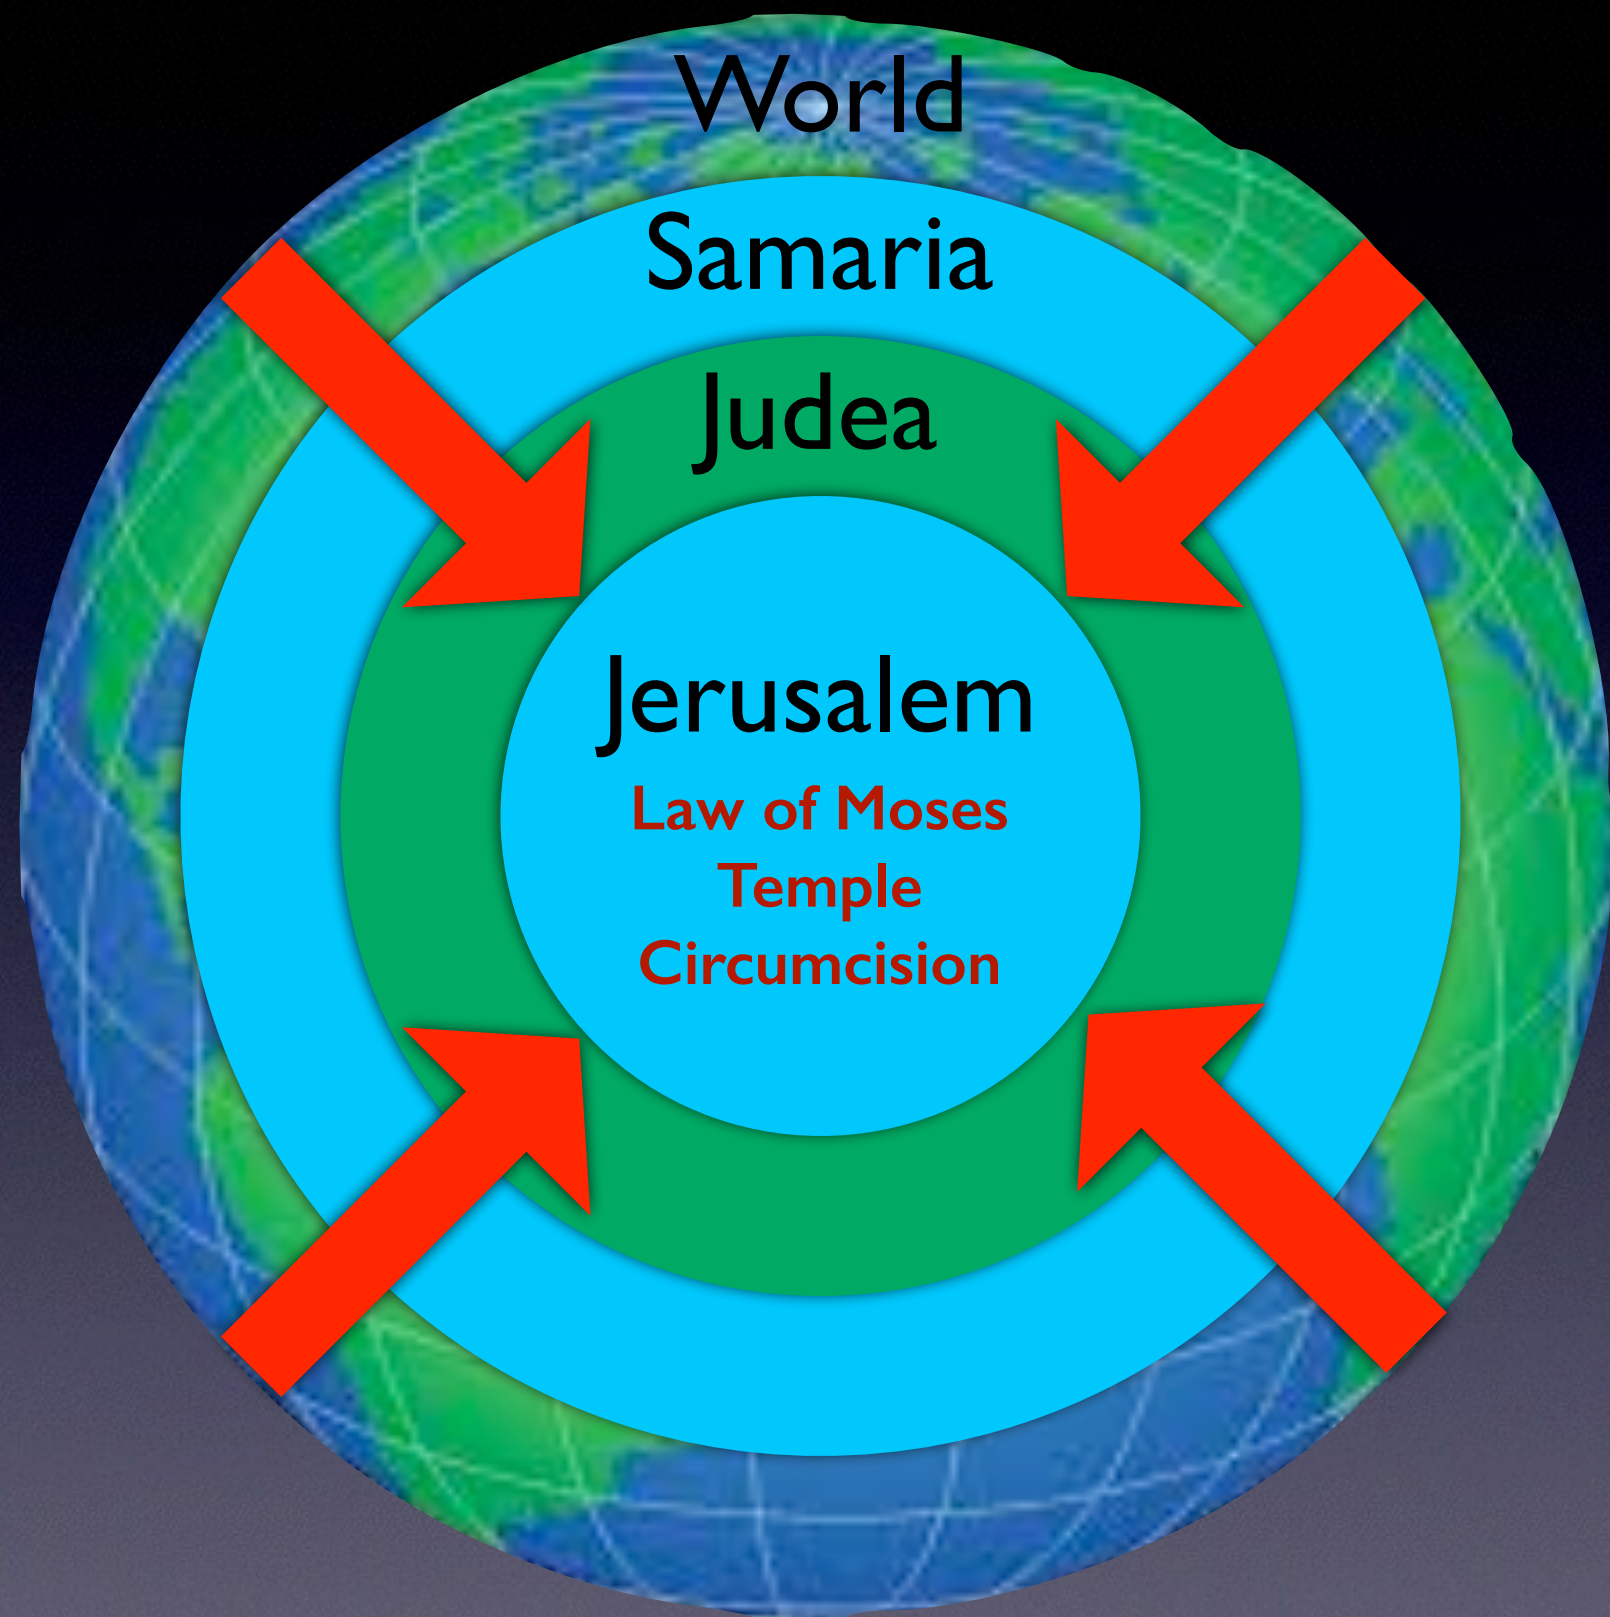 World
Samaria
Judea
Jerusalem
Law of Moses
Temple
Circumcision